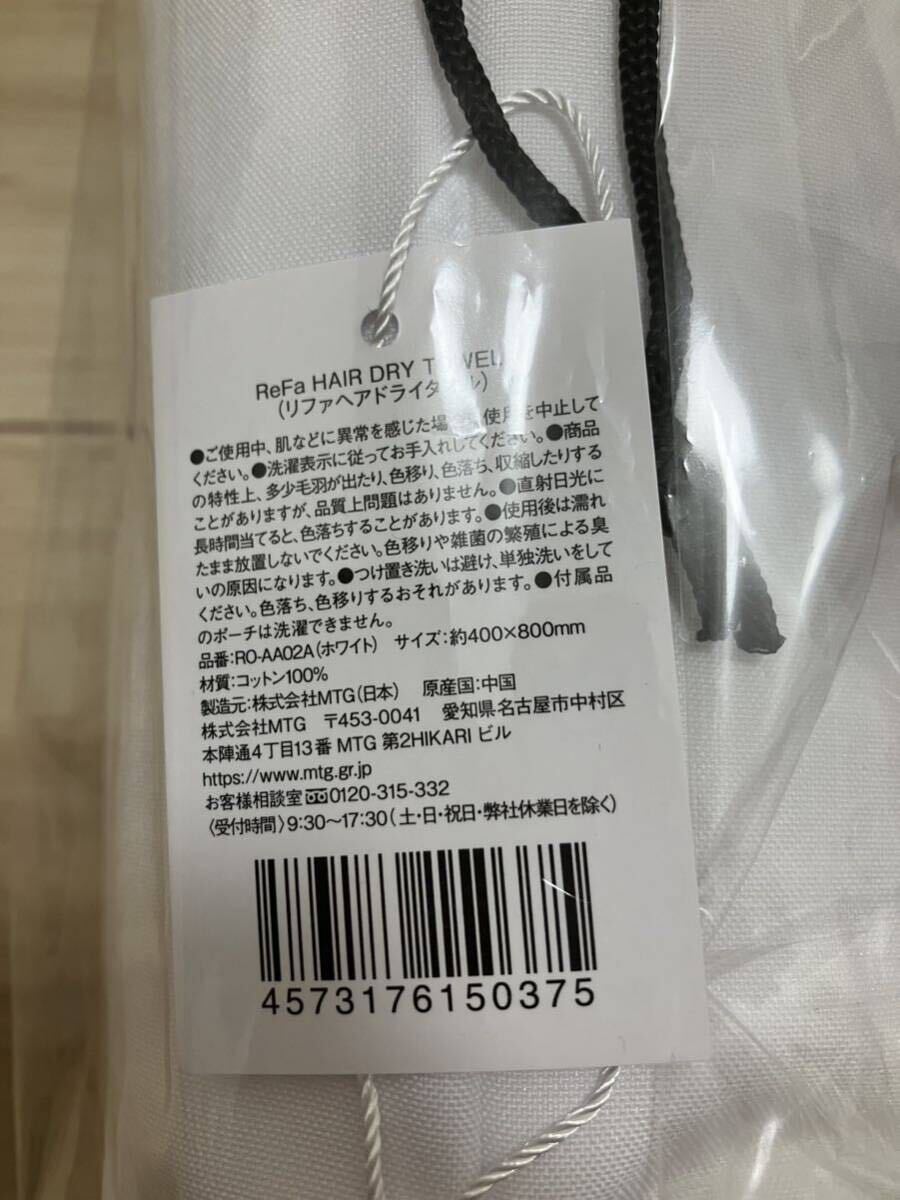 ReFa HAIR DRY TOWEL
(リファヘアドライタオル)
●ご使用中、肌などに異常を感じた場合、使用を中止して
ください。●洗濯表示に従ってお手入れしてください。●商品
の特性上、多少毛羽が出たり、色移り、色落ち、収縮したりする
ことがありますが、品質上問題はありません。●直射日光に
長時間当てると、色落ちすることがあります。●使用後は濡れ
たまま放置しないでください。色移りや雑菌の繁殖による臭
いの原因になります。●つけ置き洗いは避け、単独洗いをして
ください。色落ち、色移りするおそれがあります。●付属品
のポーチは洗濯できません。
品番:RO-AA02A(ホワイト) サイズ:約400×800mm
材質:コットン100%
製造元:株式会社MTG(日本) 原産国:中国
株式会社MTG 〒453-0041 愛知県名古屋市中村区
本陣通4丁目13番 MTG 第2HIKARI ビル
https://www.mtg.gr.jp
お客様相談室 0120-315-332
〈受付時間〉9:30〜17:30(土・日・祝日・弊社休業日を除く)
4573176150375